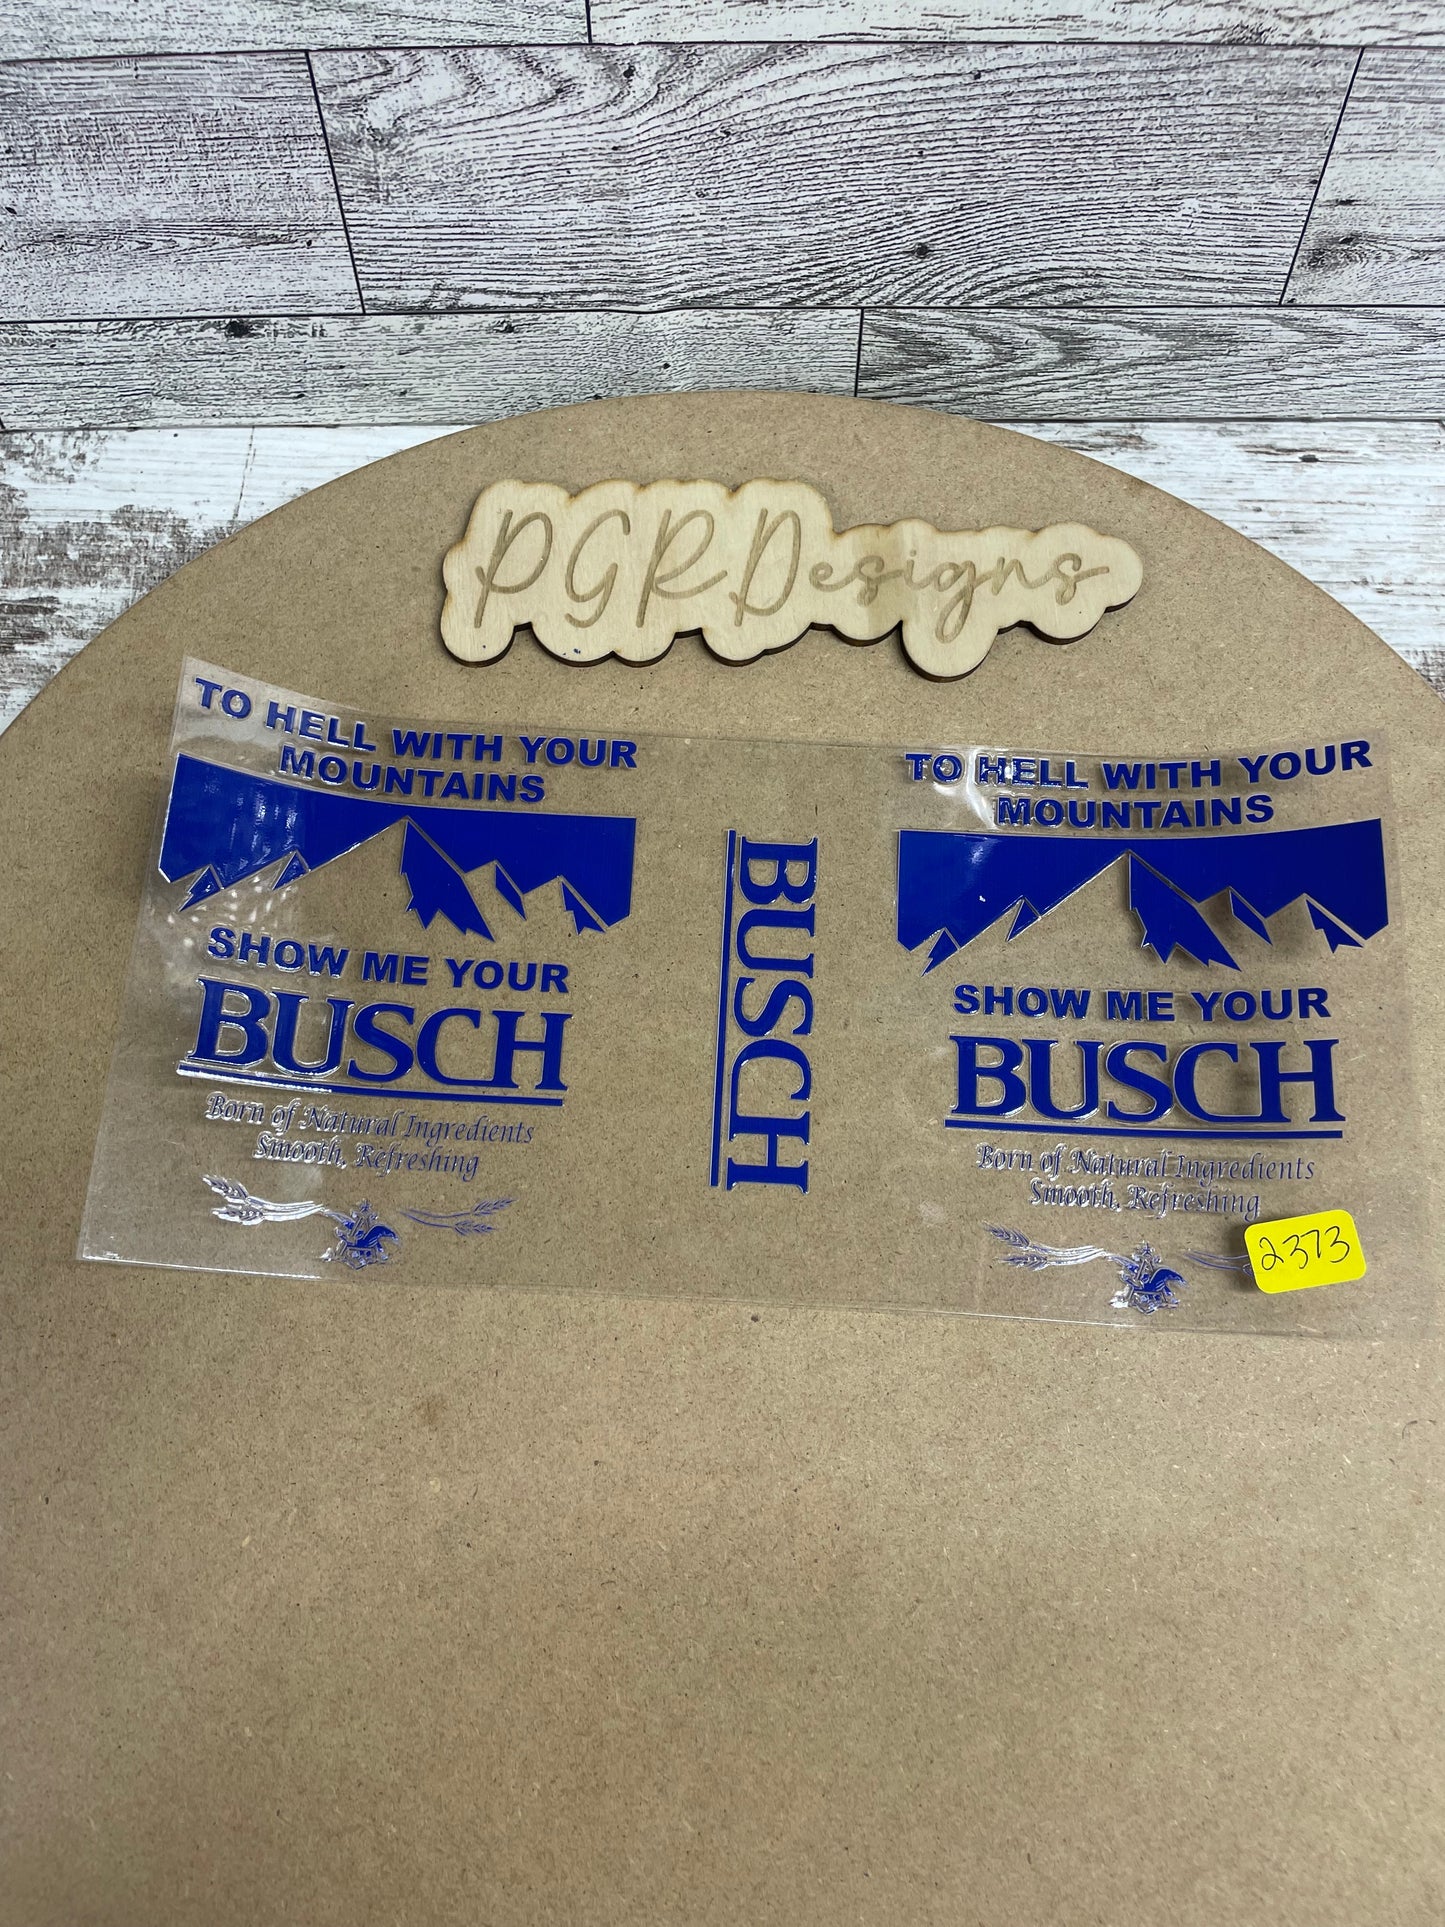 PGRDesigns
TO HELL WITH YOUR
MOUNTAINS
SHOW ME YOUR
BUSCH
Born of Natural Ingredients
Smooth, Refreshing
BUSCH
TO HELL WITH YOUR
MOUNTAINS
SHOW ME YOUR
BUSCH
Born of Natural Ingredients
Smooth, Refreshing
2373